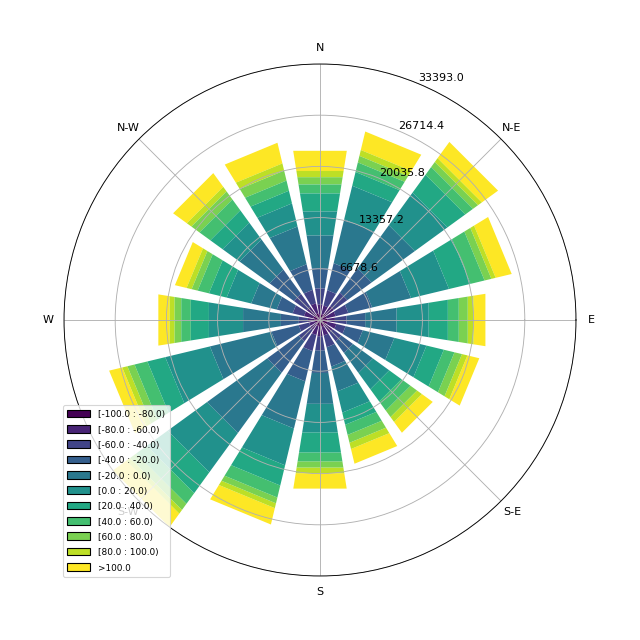 N
33393.0
N-W
26714.4
N-E
20035.8
13357.2
6678.6
W
E
[-100.0 : -80.0)
[-80.0 : -60.0)
[-60.0 : -40.0)
[-40.0 : -20.0)
[-20.0 : 0.0)
[0.0 : 20.0)
[20.0 : 40.0)
[40.0 : 60.0)
[60.0 : 80.0)
[80.0 : 100.0)
>100.0
S-W
S-E
S